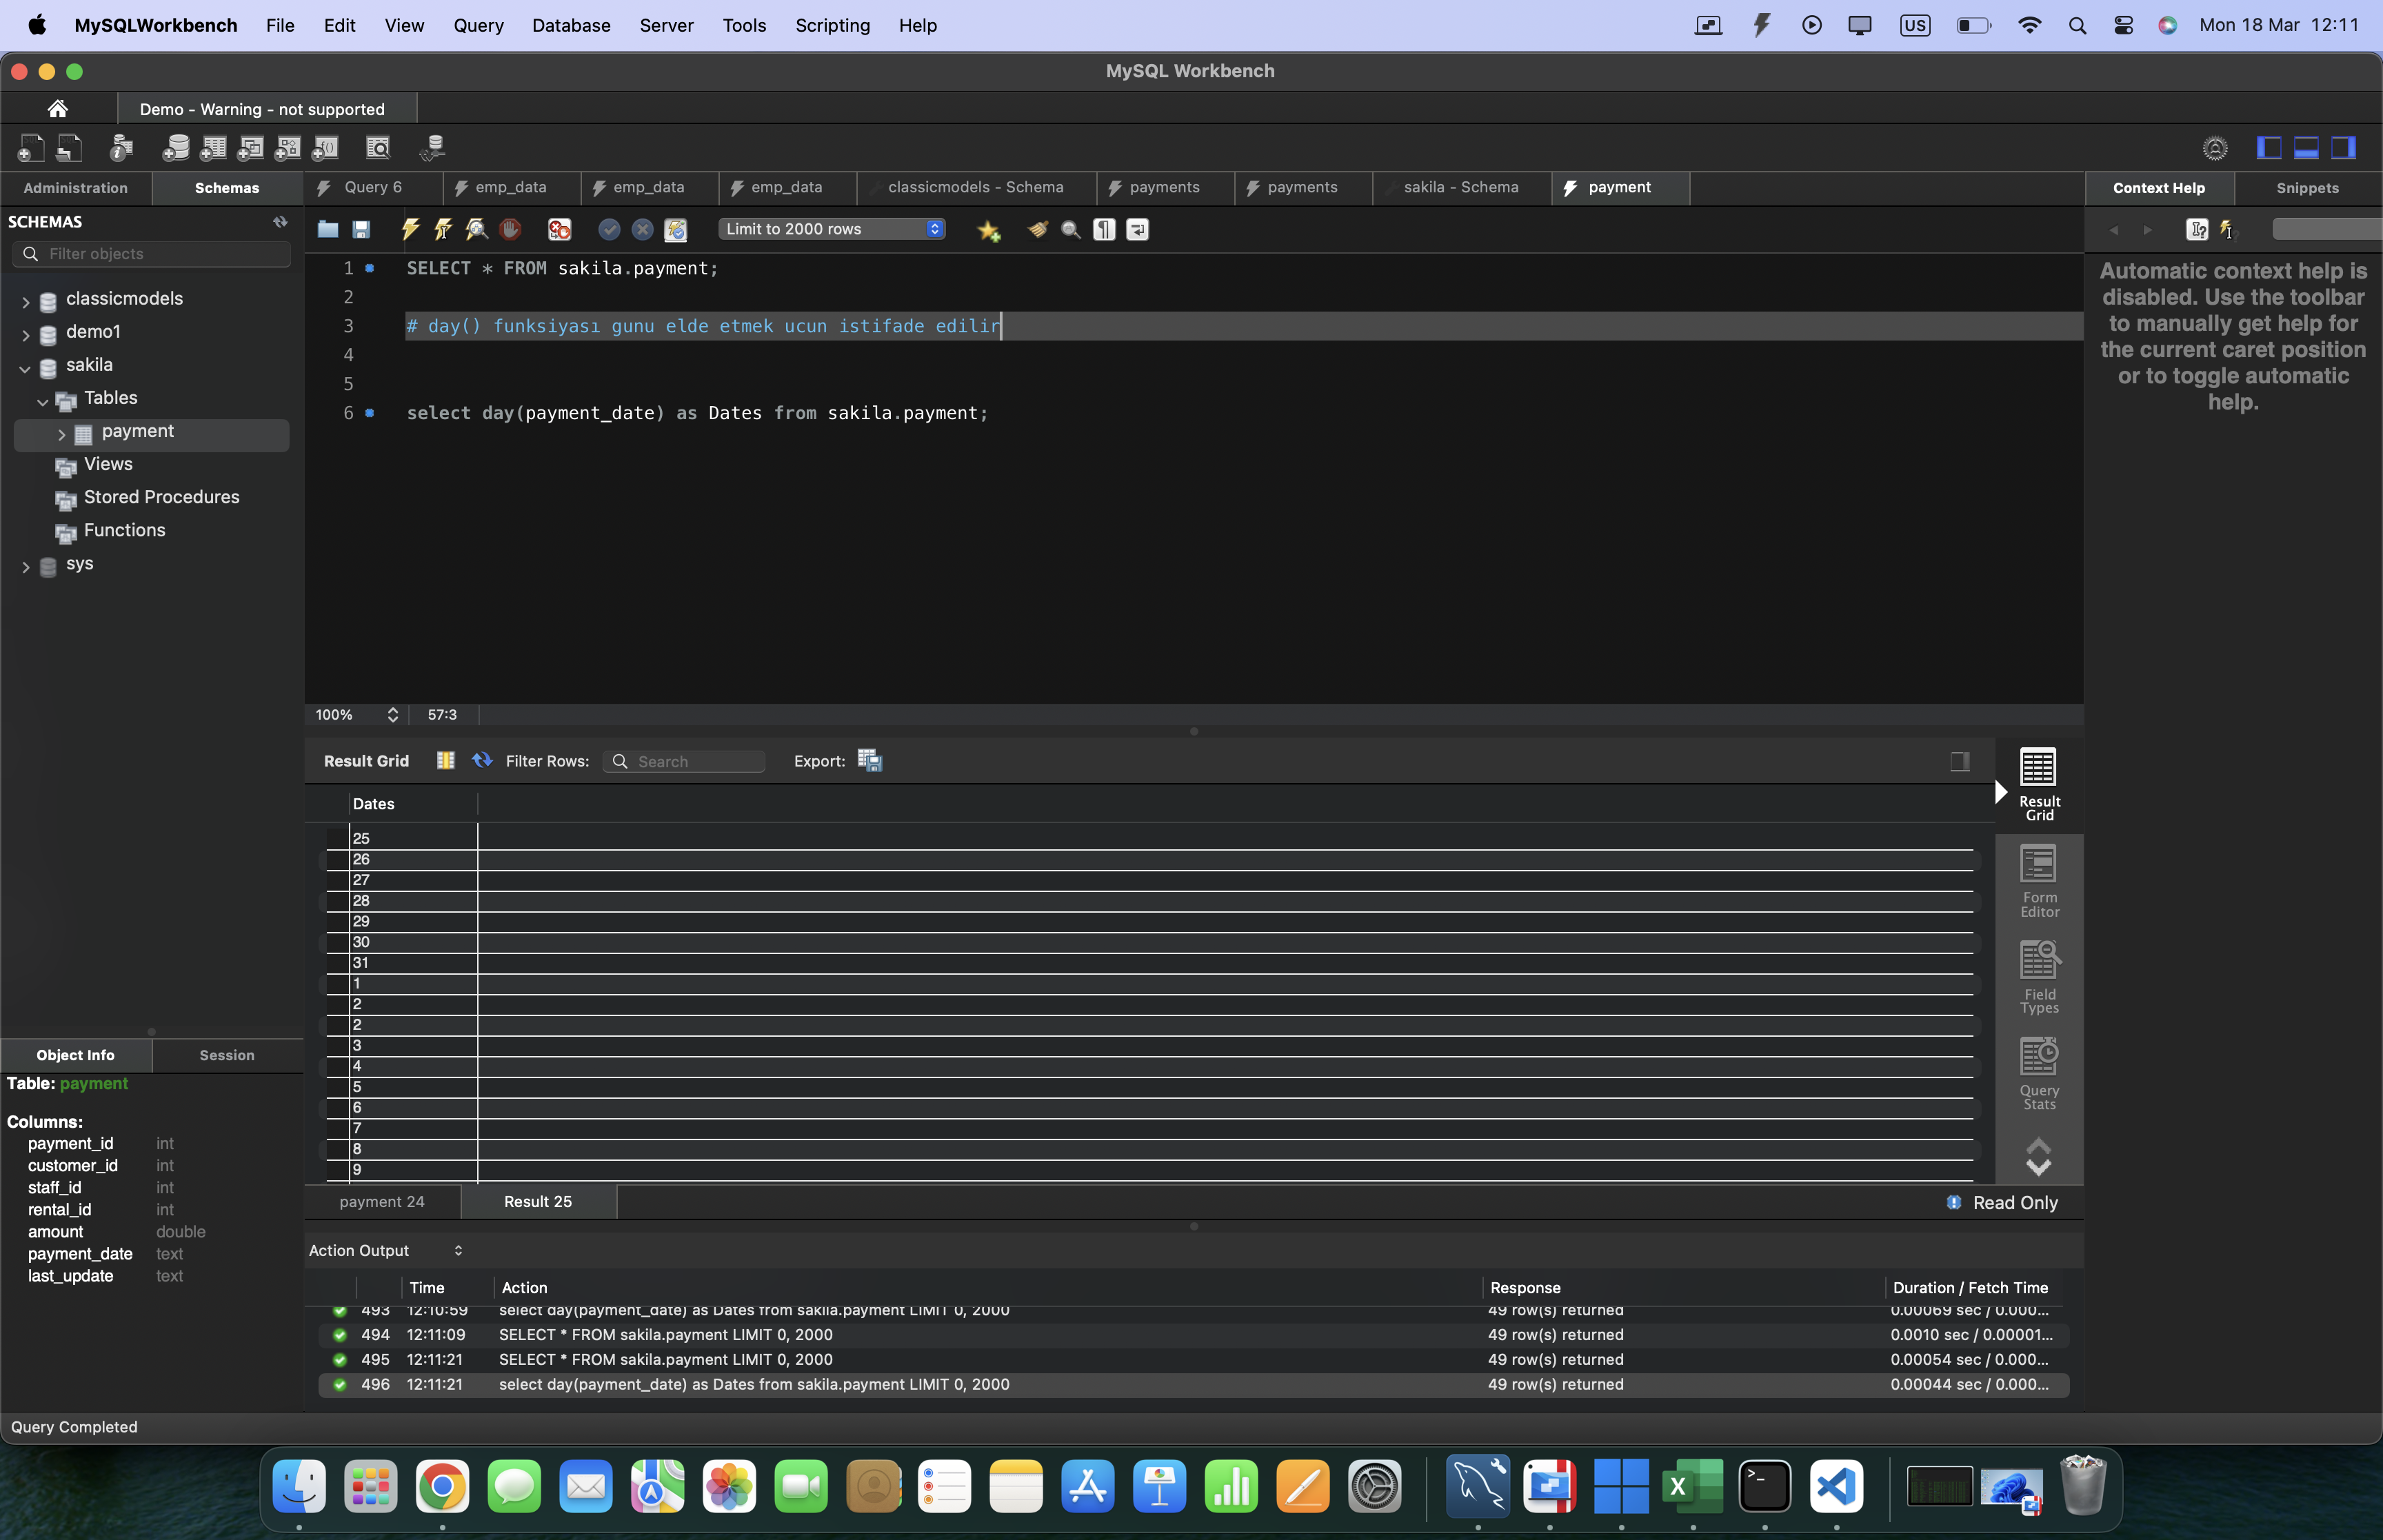 MySQLWorkbench File Edit View Query Database Server Tools Scripting Help US Mon 18 Mar 12:11
MySQL Workbench
Demo - Warning - not supported
Administration Schemas Query 6 emp_data emp_data emp_data classicmodels - Schema payments payments sakila - Schema payment Context Help Snippets
SCHEMAS
Limit to 2000 rows
Filter objects
classicmodels
demo1
sakila
Tables
payment
Views
Stored Procedures
Functions
sys
1 SELECT * FROM sakila.payment;
2
3 # day() funksiyası gunu elde etmek ucun istifade edilir
4
5
6 select day(payment_date) as Dates from sakila.payment;
Automatic context help is
disabled. Use the toolbar
to manually get help for
the current caret position
or to toggle automatic
help.
100% 57:3
Result Grid Filter Rows: Search Export:
Dates
25
26
27
28
29
30
31
1
2
2
3
4
5
6
7
8
9
Result
Grid
Form
Editor
Field
Types
Query
Stats
Object Info Session
Table: payment
Columns:
payment_id int
customer_id int
staff_id int
rental_id int
amount double
payment_date text
last_update text
payment 24 Result 25 Read Only
Action Output
Time Action Response Duration / Fetch Time
493 12:10:59 select day(payment_date) as Dates from sakila.payment LIMIT 0, 2000 49 row(s) returned 0.00069 sec / 0.000...
494 12:11:09 SELECT * FROM sakila.payment LIMIT 0, 2000 49 row(s) returned 0.0010 sec / 0.00001...
495 12:11:21 SELECT * FROM sakila.payment LIMIT 0, 2000 49 row(s) returned 0.00054 sec / 0.000...
496 12:11:21 select day(payment_date) as Dates from sakila.payment LIMIT 0, 2000 49 row(s) returned 0.00044 sec / 0.000...
Query Completed